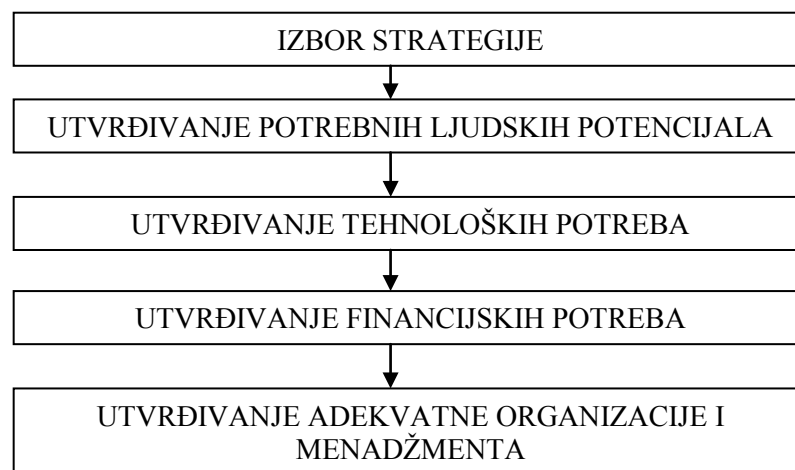 IZBOR STRATEGIJE
UTVRĐIVANJE POTREBNIH LJUDSKIH POTENCIJALA
UTVRĐIVANJE TEHNOLOŠKIH POTREBA
UTVRĐIVANJE FINANCIJSKIH POTREBA
UTVRĐIVANJE ADEKVATNE ORGANIZACIJE I
MENADŽMENTA